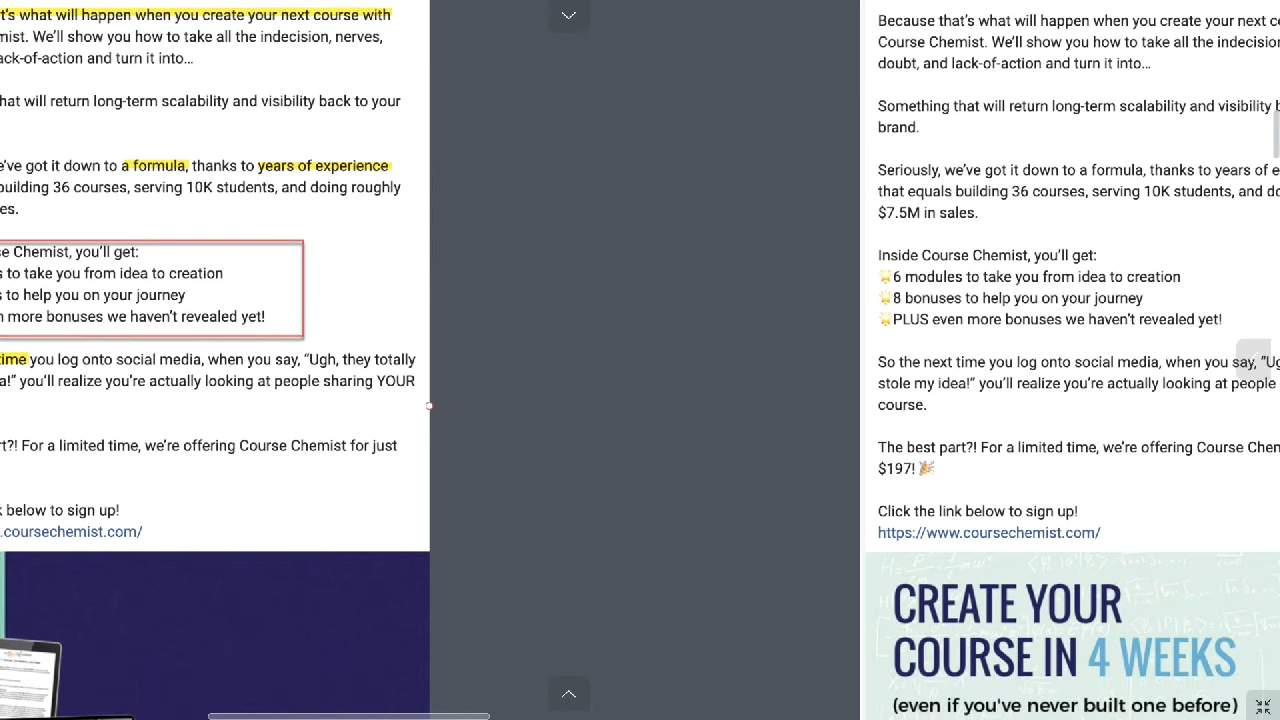 t's what will happen when you create your next course with
mist. We'll show you how to take all the indecision, nerves,
ack-of-action and turn it into…
hat will return long-term scalability and visibility back to your
e've got it down to a formula, thanks to years of experience
building 36 courses, serving 10K students, and doing roughly
es.
se Chemist, you'll get:
s to take you from idea to creation
s to help you on your journey
n more bonuses we haven't revealed yet!
time you log onto social media, when you say, "Ugh, they totally
a!" you'll realize you're actually looking at people sharing YOUR
rt?! For a limited time, we're offering Course Chemist for just
k below to sign up!
.coursechemist.com/
Because that's what will happen when you create your next co
Course Chemist. We'll show you how to take all the indecision
doubt, and lack-of-action and turn it into…
Something that will return long-term scalability and visibility b
brand.
Seriously, we've got it down to a formula, thanks to years of e
that equals building 36 courses, serving 10K students, and do
$7.5M in sales.
Inside Course Chemist, you'll get:
🌟6 modules to take you from idea to creation
🌟8 bonuses to help you on your journey
🌟PLUS even more bonuses we haven't revealed yet!
So the next time you log onto social media, when you say, "Ug
stole my idea!" you'll realize you're actually looking at people
course.
The best part?! For a limited time, we're offering Course Chem
$197! 🎉
Click the link below to sign up!
https://www.coursechemist.com/
CREATE YOUR
COURSE IN 4 WEEKS
(even if you've never built one before)